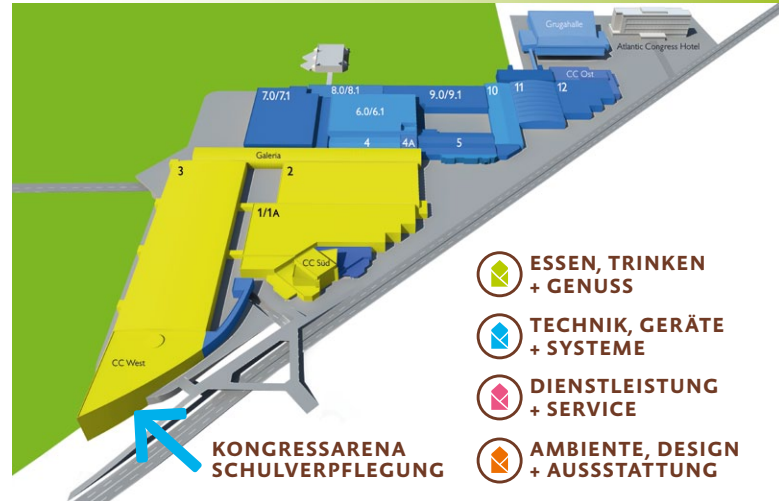 Grugahalle
Atlantic Congress Hotel
CC Ost
7.0/7.1
8.0/8.1
9.0/9.1
10
11
12
6.0/6.1
4
4A
5
Galeria
3
2
1/1A
CC Süd
CC West
ESSEN, TRINKEN
+ GENUSS
TECHNIK, GERÄTE
+ SYSTEME
DIENSTLEISTUNG
+ SERVICE
AMBIENTE, DESIGN
+ AUSSSTATTUNG
KONGRESSARENA
SCHULVERPFLEGUNG